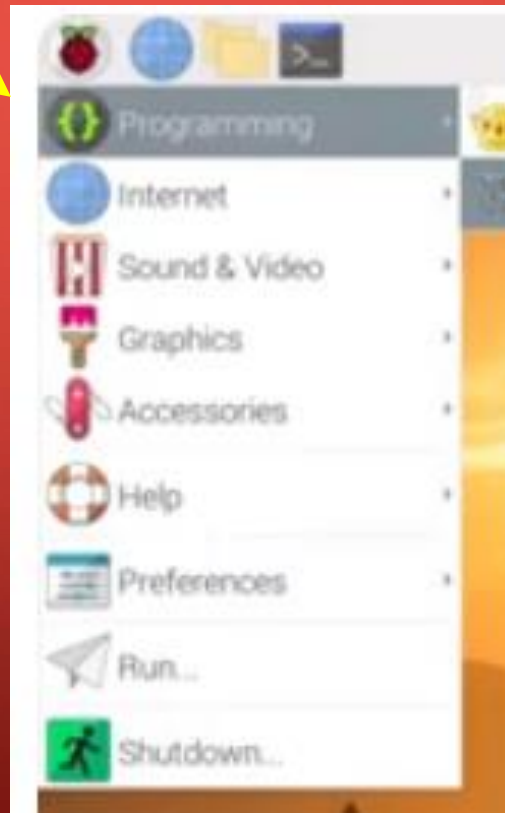 Programming
Internet
Sound & Video
Graphics
Accessories
Help
Preferences
Run...
Shutdown...